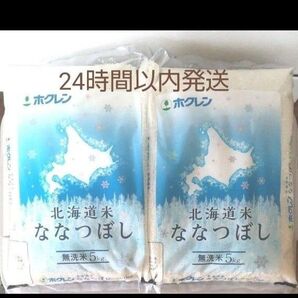 24時間以内発送
ホクレン
北海道米
ななつぼし
無洗米5kg
ホクレン
北海道米
ななつぼし
無洗米5kg